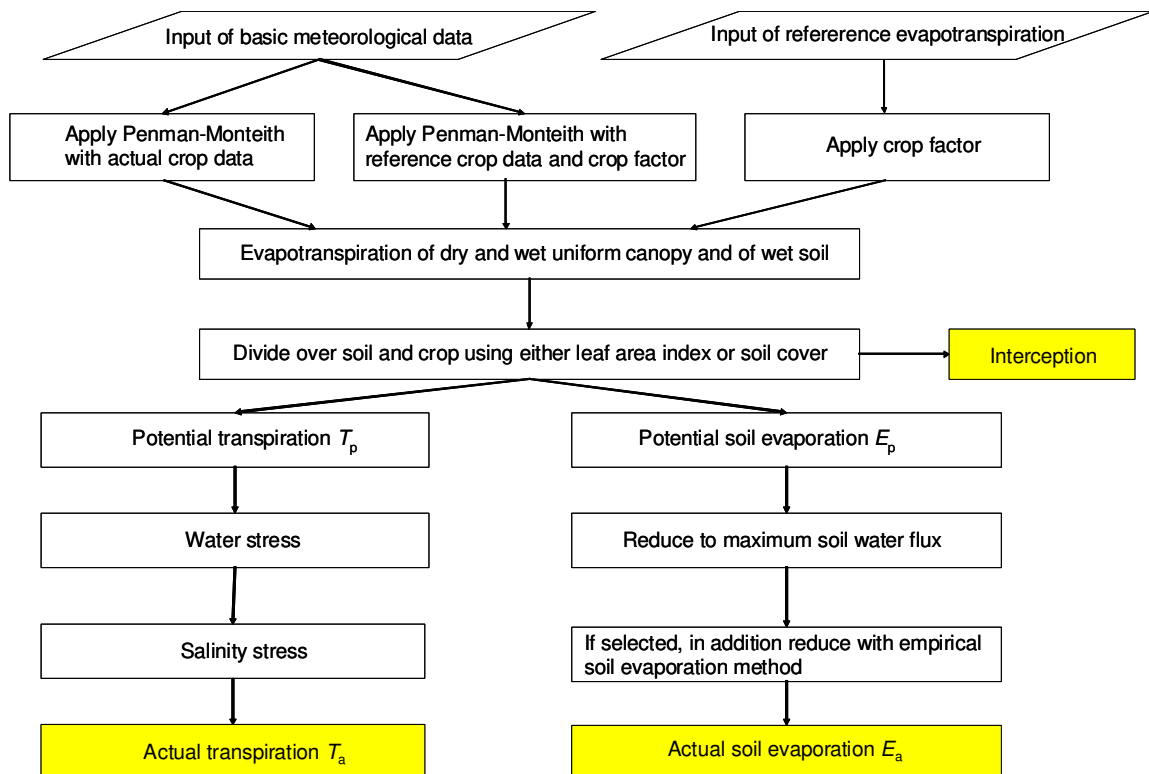 Input of basic meteorological data
Input of refererence evapotranspiration
Apply Penman-Monteith
with actual crop data
Apply Penman-Monteith with
reference crop data and crop factor
Apply crop factor
Evapotranspiration of dry and wet uniform canopy and of wet soil
Divide over soil and crop using either leaf area index or soil cover
Interception
Potential transpiration Tp
Potential soil evaporation Ep
Water stress
Reduce to maximum soil water flux
Salinity stress
If selected, in addition reduce with empirical
soil evaporation method
Actual transpiration Ta
Actual soil evaporation Ea